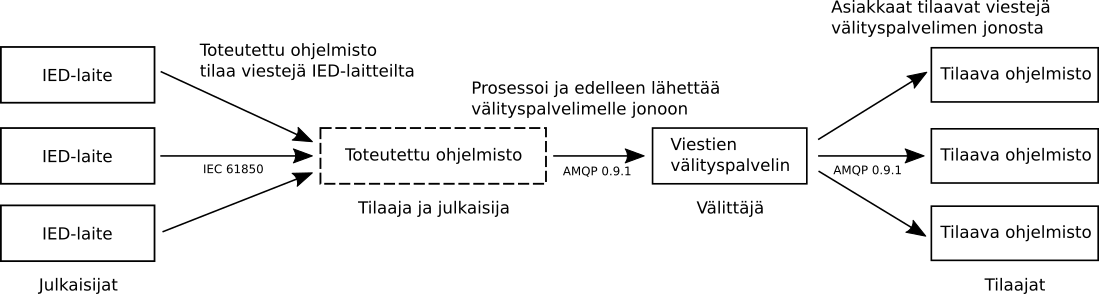 Asiakkaat tilaavat viestejä
välityspalvelimen jonosta
Toteutettu ohjelmisto
tilaa viestejä IED-laitteilta
Prosessoi ja edelleen lähettää
välityspalvelimelle jonoon
IED-laite
IED-laite
IED-laite
Julkaisijat
IEC 61850
Toteutettu ohjelmisto
Tilaaja ja julkaisija
AMQP 0.9.1
Viestien
välityspalvelin
Välittäjä
AMQP 0.9.1
Tilaava ohjelmisto
Tilaava ohjelmisto
Tilaava ohjelmisto
Tilaajat